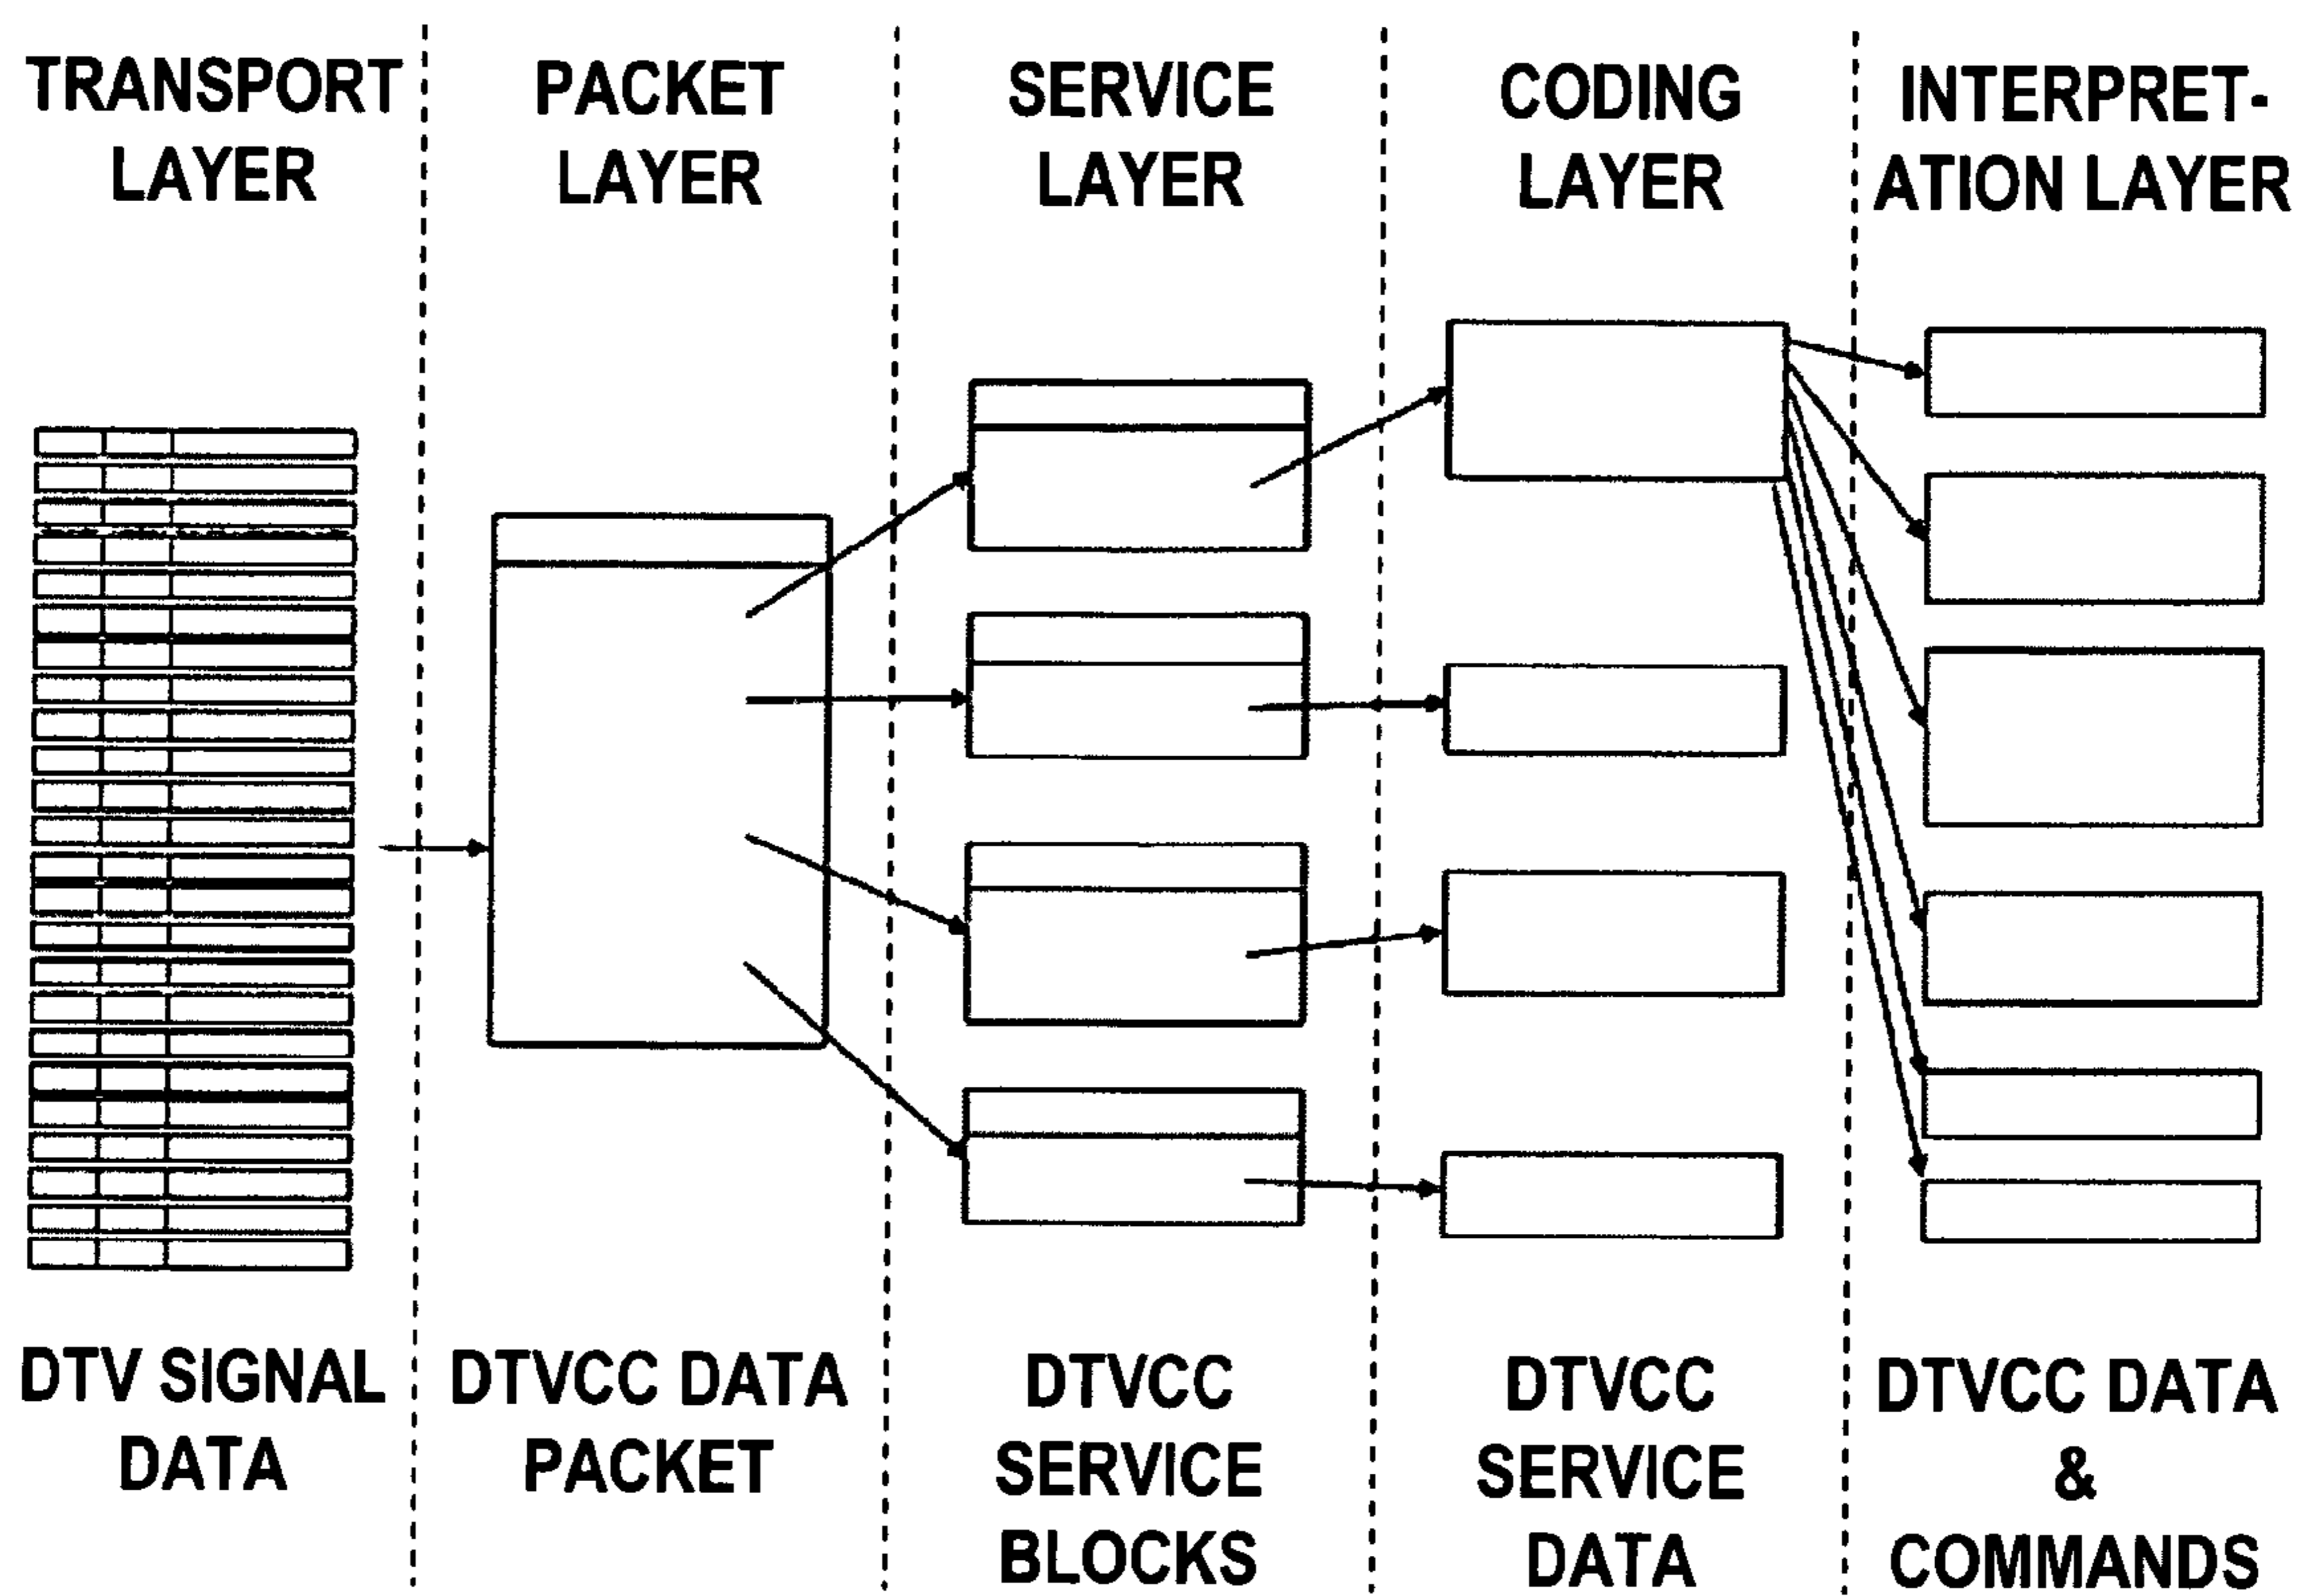 TRANSPORT
LAYER
PACKET
LAYER
SERVICE
LAYER
CODING
LAYER
INTERPRET-
ATION LAYER
DTV SIGNAL
DATA
DTVCC DATA
PACKET
DTVCC
SERVICE
BLOCKS
DTVCC
SERVICE
DATA
DTVCC DATA
&
COMMANDS